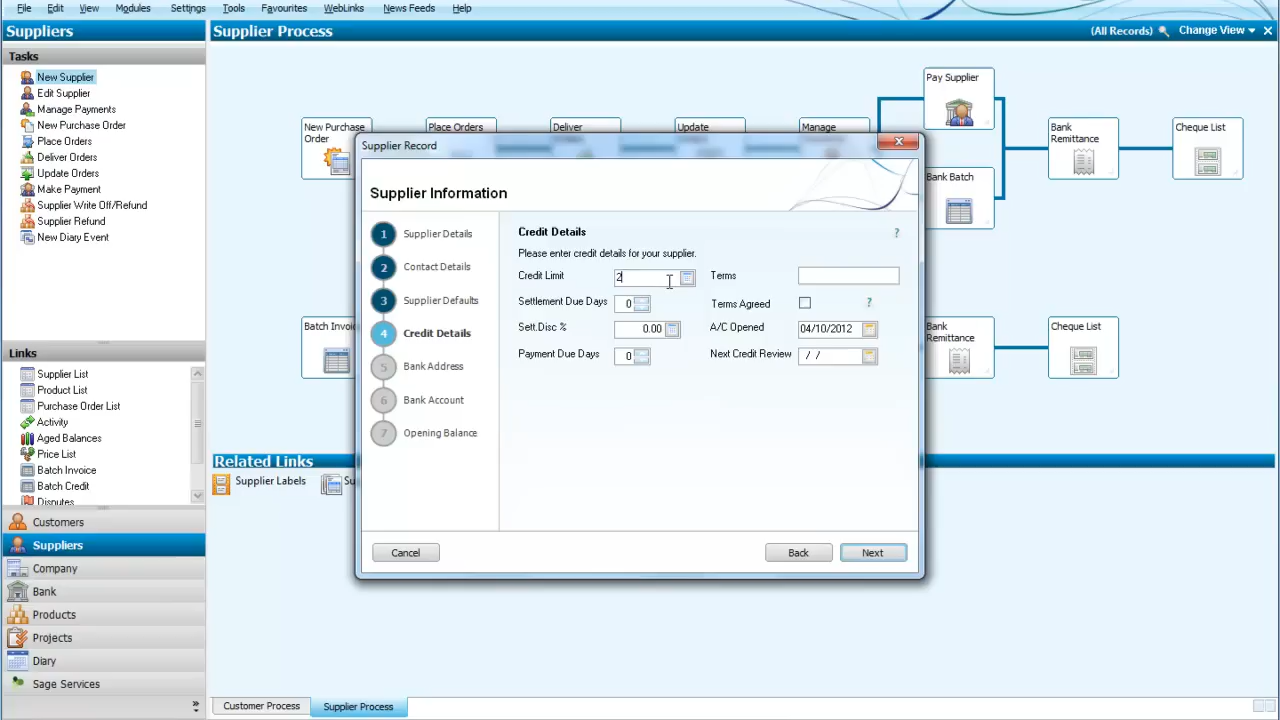 File Edit View Modules Settings Tools Favourites WebLinks News Feeds Help
Suppliers
Supplier Process
(All Records) Change View
Tasks
New Supplier
Edit Supplier
Manage Payments
New Purchase Order
Place Orders
Deliver Orders
Update Orders
Make Payment
Supplier Write Off/Refund
Supplier Refund
New Diary Event
Links
Supplier List
Product List
Purchase Order List
Activity
Aged Balances
Price List
Batch Invoice
Batch Credit
Disputes
Customers
Suppliers
Company
Bank
Products
Projects
Diary
Sage Services
New Purchase
Order
Place Orders
Deliver
Update
Manage
Pay Supplier
Bank Batch
Bank
Remittance
Cheque List
Batch Invoi
Bank
Remittance
Cheque List
Supplier Record
Supplier Information
1 Supplier Details
2 Contact Details
3 Supplier Defaults
4 Credit Details
5 Bank Address
6 Bank Account
7 Opening Balance
Credit Details
?
Please enter credit details for your supplier.
Credit Limit 2 Terms
Settlement Due Days 0 Terms Agreed ?
Sett.Disc % 0.00 A/C Opened 04/10/2012
Payment Due Days 0 Next Credit Review / /
Cancel Back Next
Related Links
Supplier Labels Su
Customer Process Supplier Process